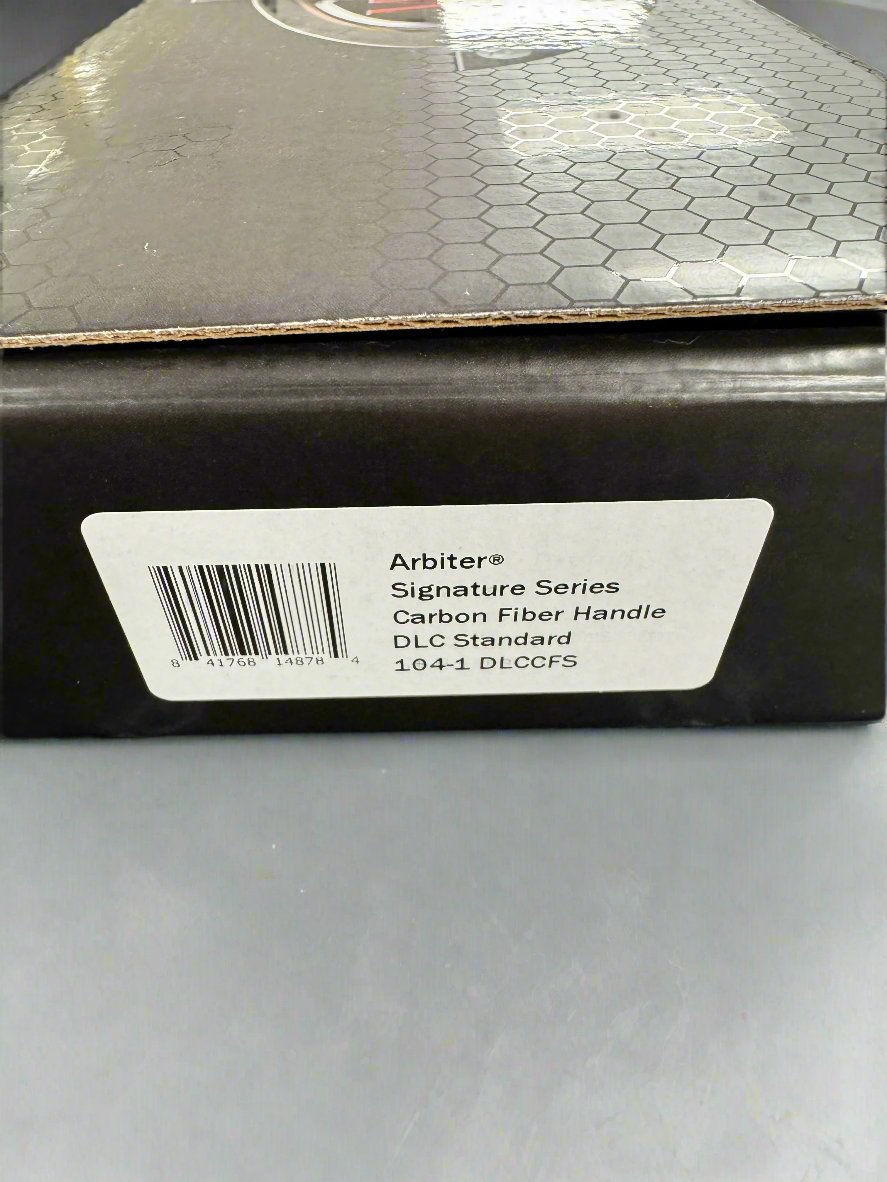 Arbiter®
Signature Series
Carbon Fiber Handle
DLC Standard
104-1 DLCCFS
8 41768 14878 4